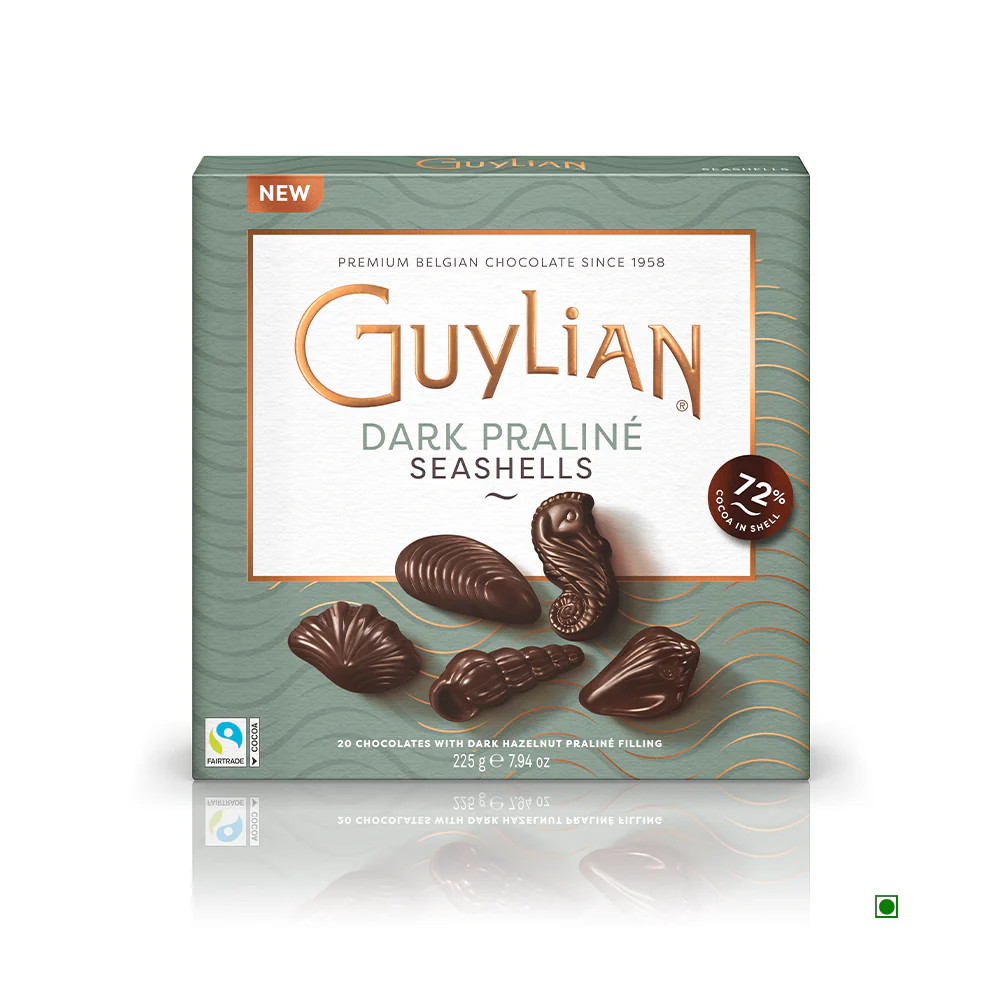 GUYLIAN
SEASHELLS
NEW
PREMIUM BELGIAN CHOCOLATE SINCE 1958
GUYLIAN®
DARK PRALINÉ
SEASHELLS
72%
COCOA IN SHELL
20 CHOCOLATES WITH DARK HAZELNUT PRALINÉ FILLING
225 g ℮ 7.94 oz
FAIRTRADE
COCOA